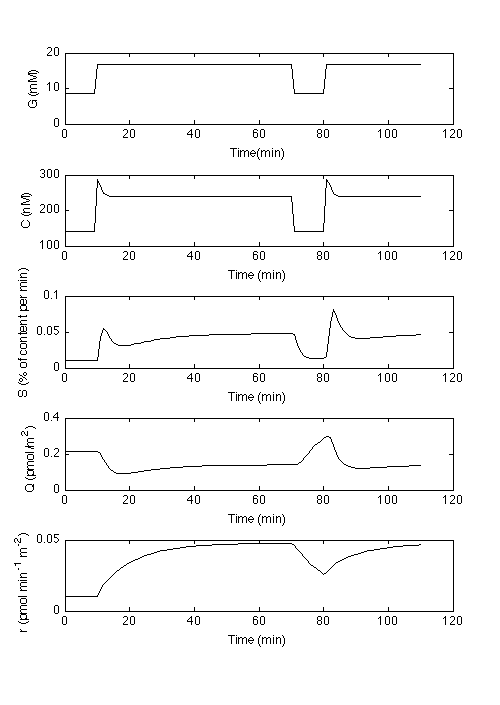 20
10
0
G (mM)
0 20 40 60 80 100 120
Time(min)
300
200
100
C (nM)
0 20 40 60 80 100 120
Time (min)
0.1
0.05
0
S (% of content per min)
0 20 40 60 80 100 120
Time (min)
0.4
0.2
0
Q (pmol/m²)
0 20 40 60 80 100 120
Time (min)
0.05
0
r (pmol min⁻¹ m⁻²)
0 20 40 60 80 100 120
Time (min)